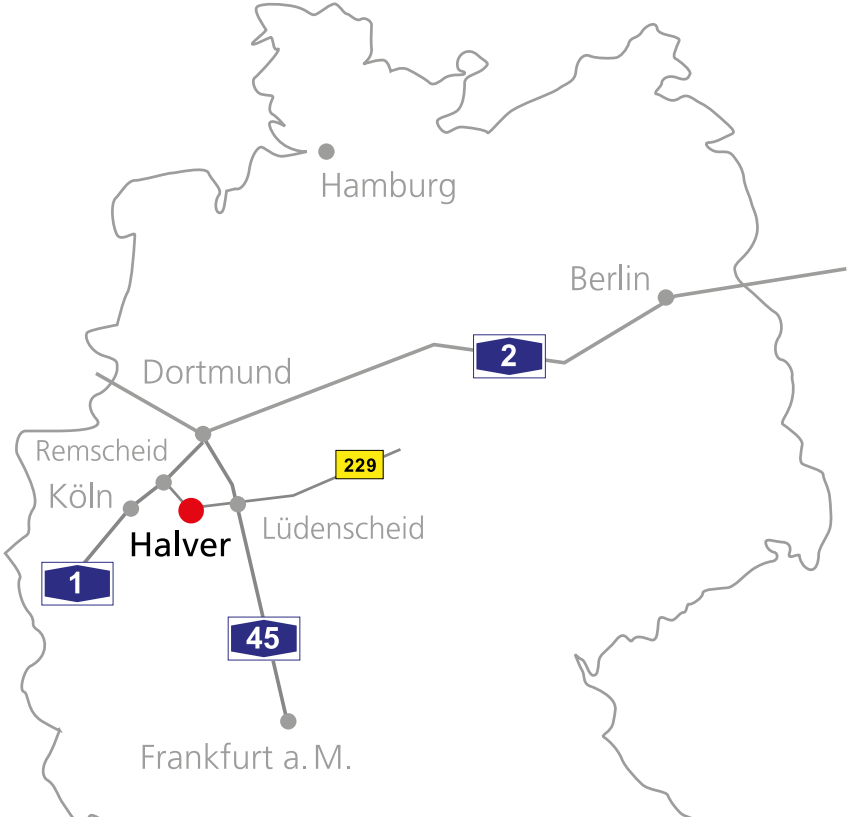 Hamburg
Berlin
2
Dortmund
Remscheid
229
Köln
Lüdenscheid
Halver
1
45
Frankfurt a. M.